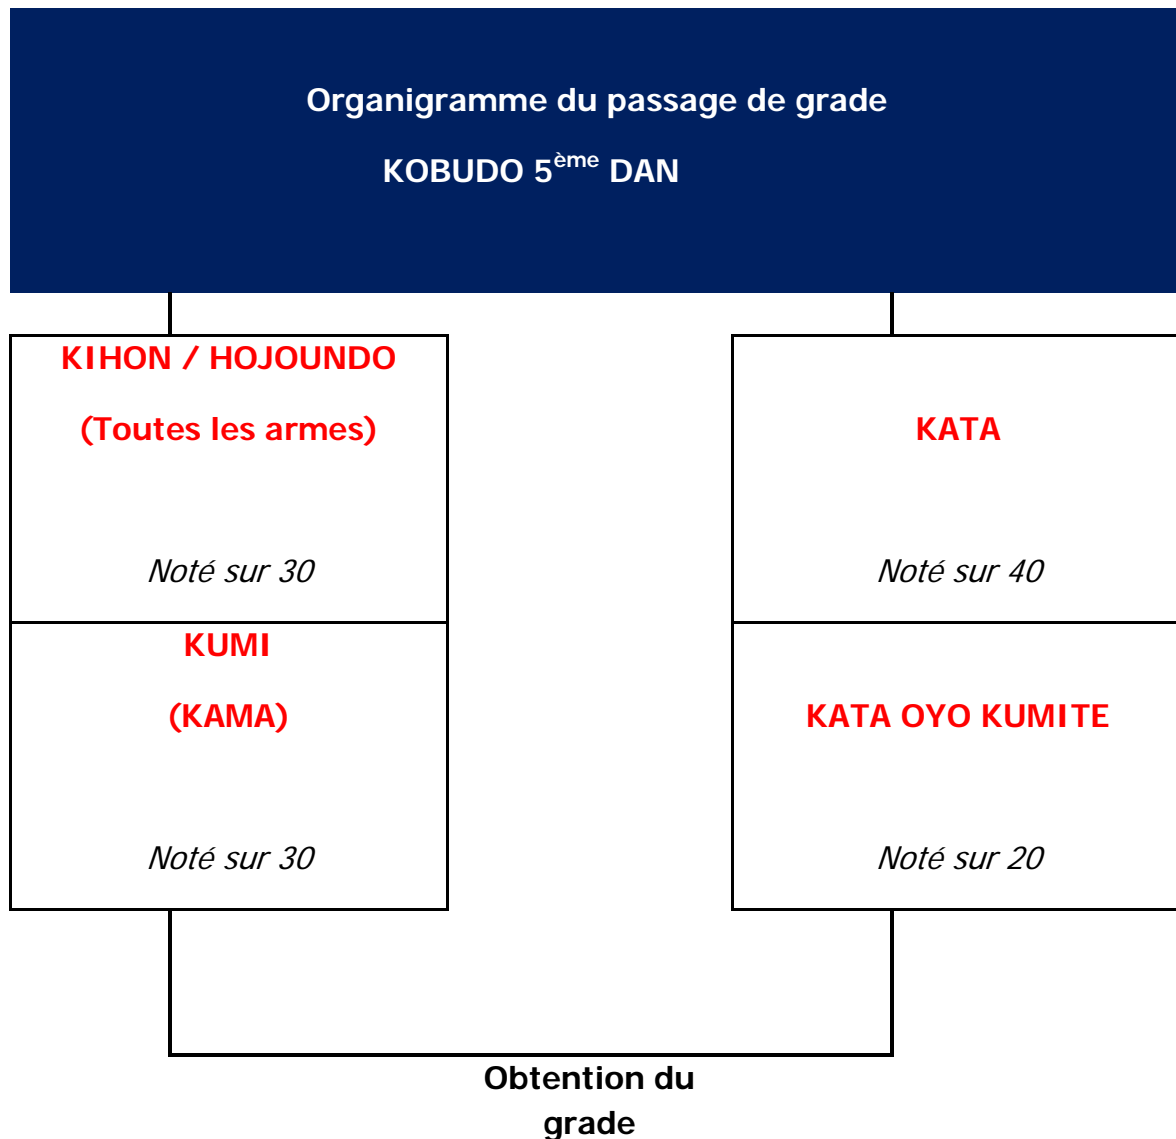 Organigramme du passage de grade
KOBUDO 5ème DAN
KIHON / HOJOUNDO
(Toutes les armes)
Noté sur 30
KUMI
(KAMA)
Noté sur 30
KATA
Noté sur 40
KATA OYO KUMITE
Noté sur 20
Obtention du
grade